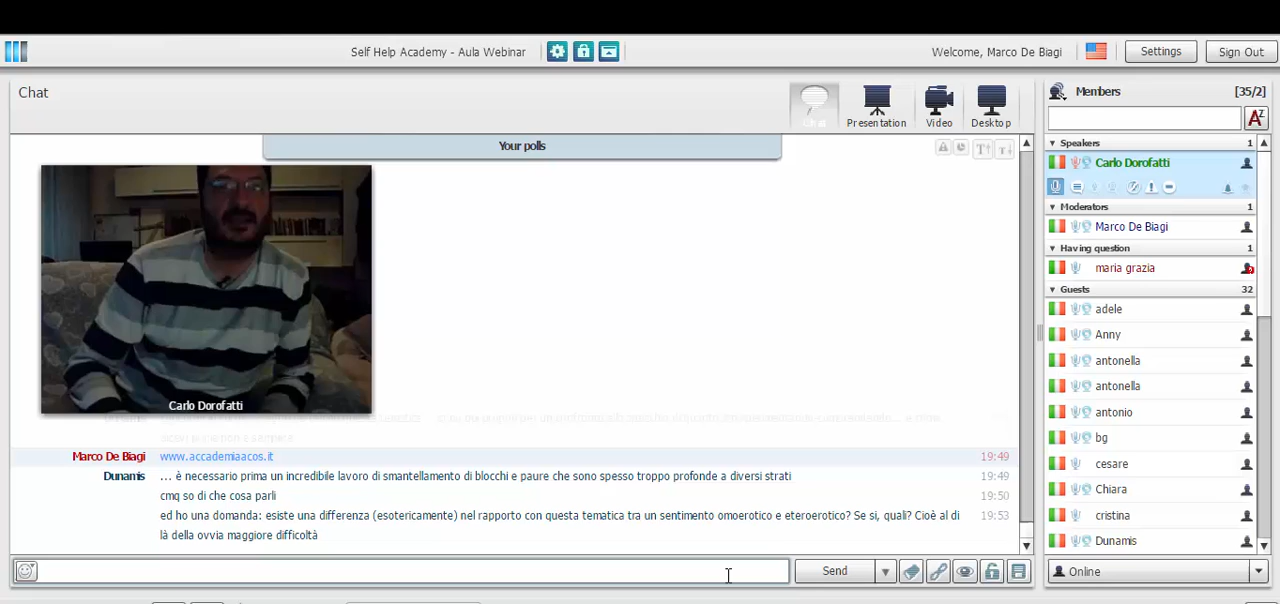 Self Help Academy - Aula Webinar
Welcome, Marco De Biagi
Settings
Sign Out
Chat
Chat
Presentation
Video
Desktop
Members
[35/2]
Your polls
Speakers 1
Carlo Dorofatti
Moderators 1
Marco De Biagi
Having question 1
maria grazia
Guests 32
adele
Anny
antonella
antonella
antonio
bg
cesare
Chiara
cristina
Dunamis
Online
Carlo Dorofatti
Marco De Biagi www.accademiaacos.it 19:49
Dunamis ... è necessario prima un incredibile lavoro di smantellamento di blocchi e paure che sono spesso troppo profonde a diversi strati 19:49
cmq so di che cosa parli 19:50
ed ho una domanda: esiste una differenza (esotericamente) nel rapporto con questa tematica tra un sentimento omoerotico e eteroerotico? Se si, quali? Cioè al di 19:53
là della ovvia maggiore difficoltà
Send